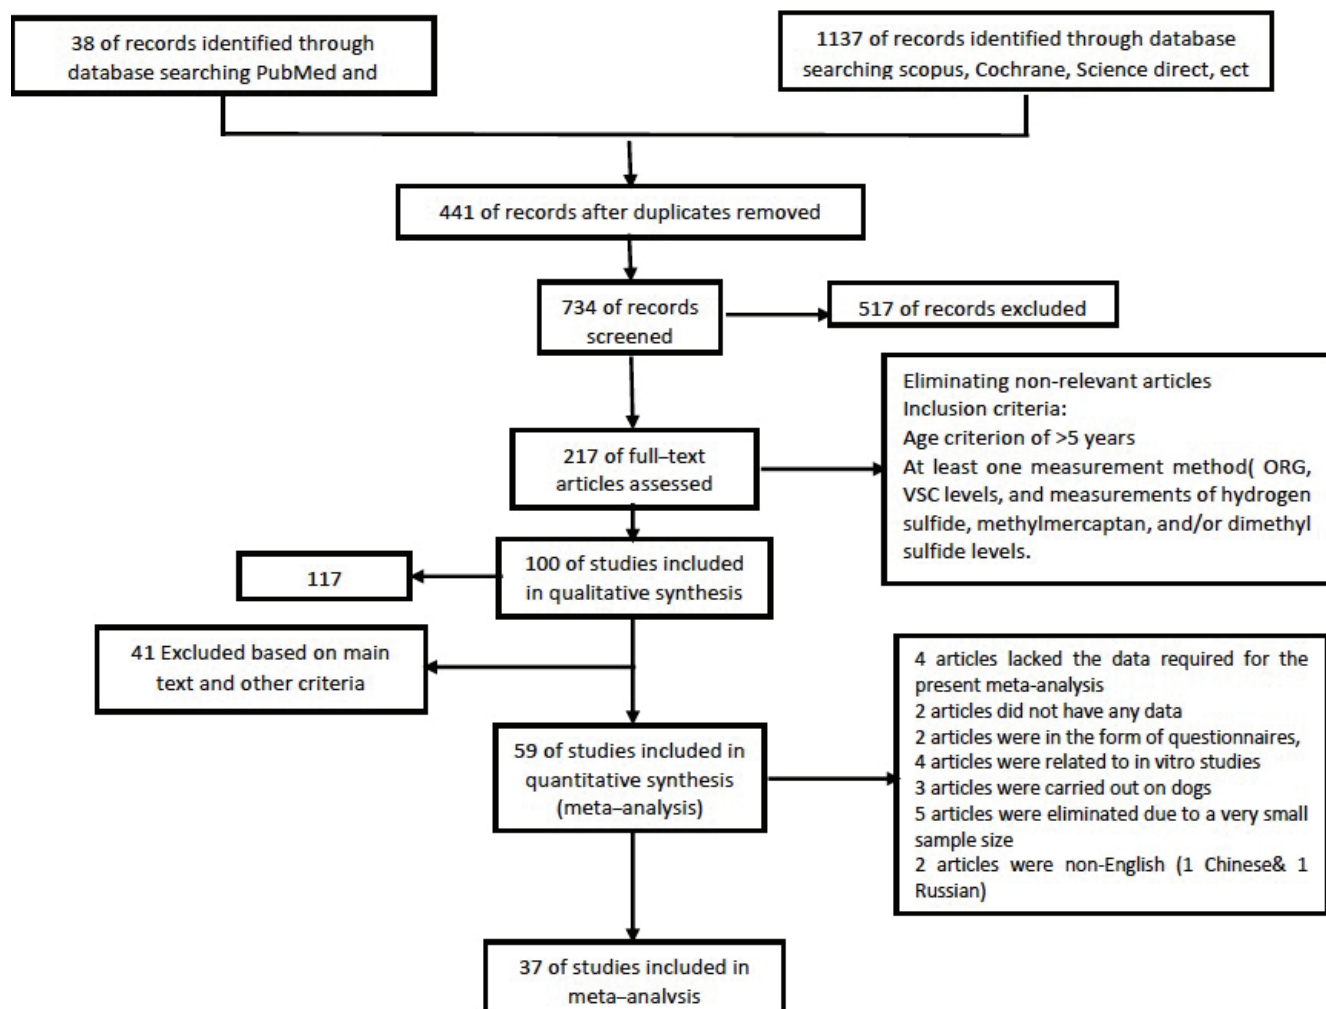 38 of records identified through
database searching PubMed and
1137 of records identified through database
searching scopus, Cochrane, Science direct, ect
441 of records after duplicates removed
734 of records
screened
517 of records excluded
217 of full–text
articles assessed
Eliminating non-relevant articles
Inclusion criteria:
Age criterion of >5 years
At least one measurement method( ORG,
VSC levels, and measurements of hydrogen
sulfide, methylmercaptan, and/or dimethyl
sulfide levels.
100 of studies included
in qualitative synthesis
117
41 Excluded based on main
text and other criteria
59 of studies included in
quantitative synthesis
(meta–analysis)
4 articles lacked the data required for the
present meta-analysis
2 articles did not have any data
2 articles were in the form of questionnaires,
4 articles were related to in vitro studies
3 articles were carried out on dogs
5 articles were eliminated due to a very small
sample size
2 articles were non-English (1 Chinese& 1
Russian)
37 of studies included in
meta–analysis